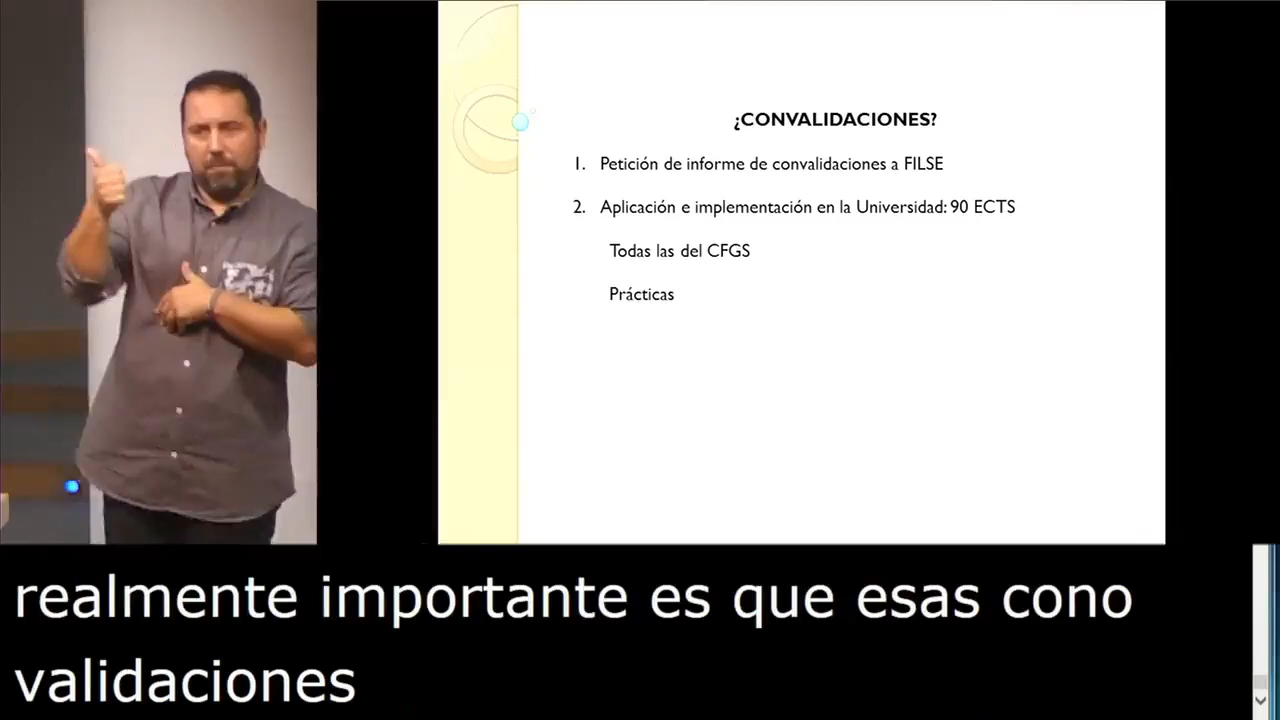 ¿CONVALIDACIONES?
1. Petición de informe de convalidaciones a FILSE
2. Aplicación e implementación en la Universidad: 90 ECTS
Todas las del CFGS
Prácticas
realmente importante es que esas cono
validaciones